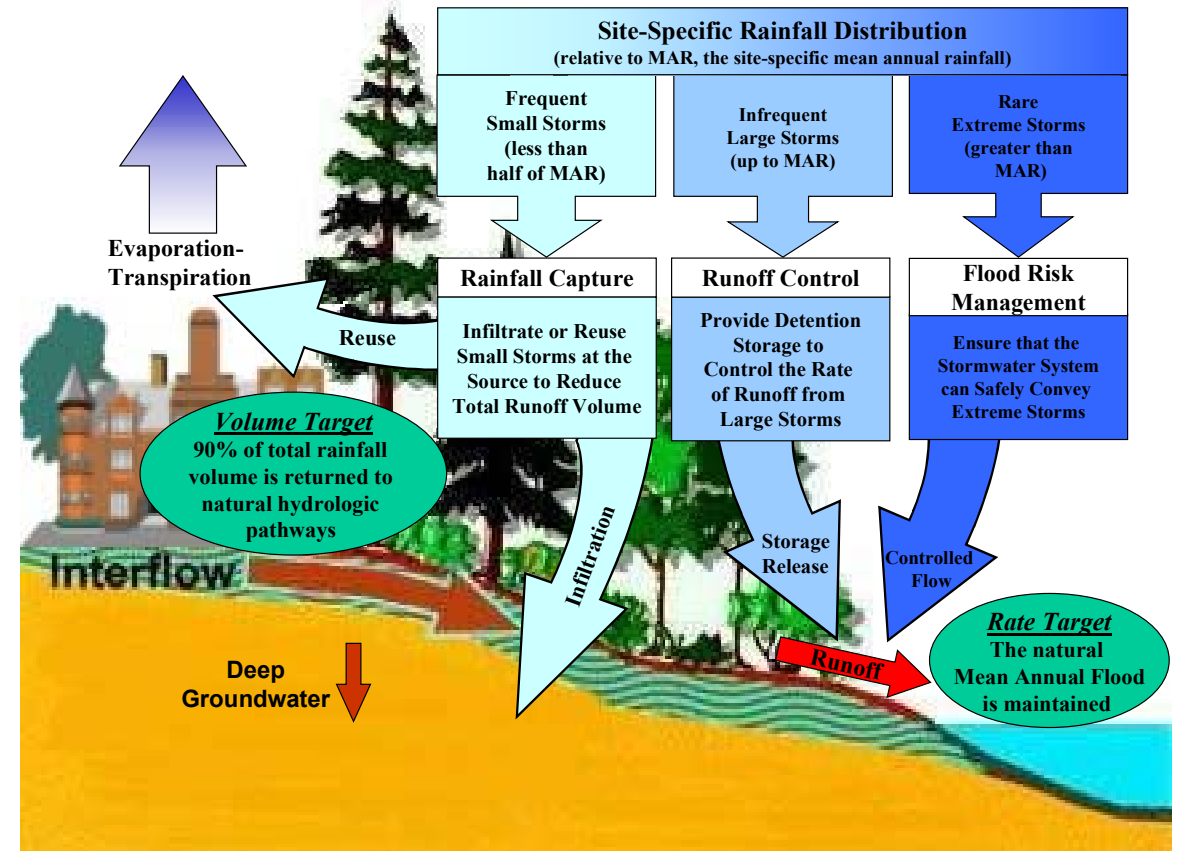 Site-Specific Rainfall Distribution
(relative to MAR, the site-specific mean annual rainfall)
Frequent
Small Storms
(less than
half of MAR)
Infrequent
Large Storms
(up to MAR)
Rare
Extreme Storms
(greater than
MAR)
Evaporation-
Transpiration
Rainfall Capture
Infiltrate or Reuse
Small Storms at the
Source to Reduce
Total Runoff Volume
Runoff Control
Provide Detention
Storage to
Control the Rate
of Runoff from
Large Storms
Flood Risk
Management
Ensure that the
Stormwater System
can Safely Convey
Extreme Storms
Reuse
Volume Target
90% of total rainfall
volume is returned to
natural hydrologic
pathways
Infiltration
Storage
Release
Controlled
Flow
Interflow
Deep
Groundwater
Runoff
Rate Target
The natural
Mean Annual Flood
is maintained